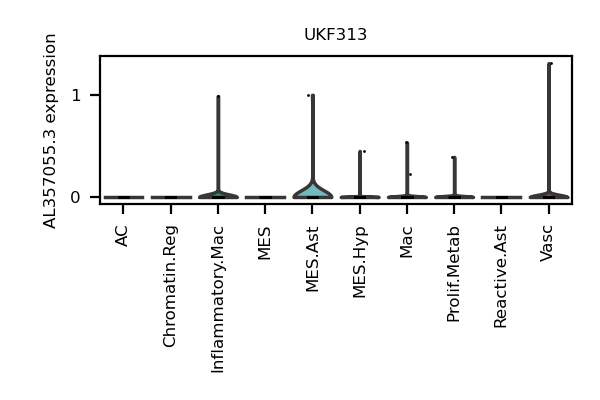 UKF313
AL357055.3 expression
1
0
AC
Chromatin.Reg
Inflammatory.Mac
MES
MES.Ast
MES.Hyp
Mac
Prolif.Metab
Reactive.Ast
Vasc